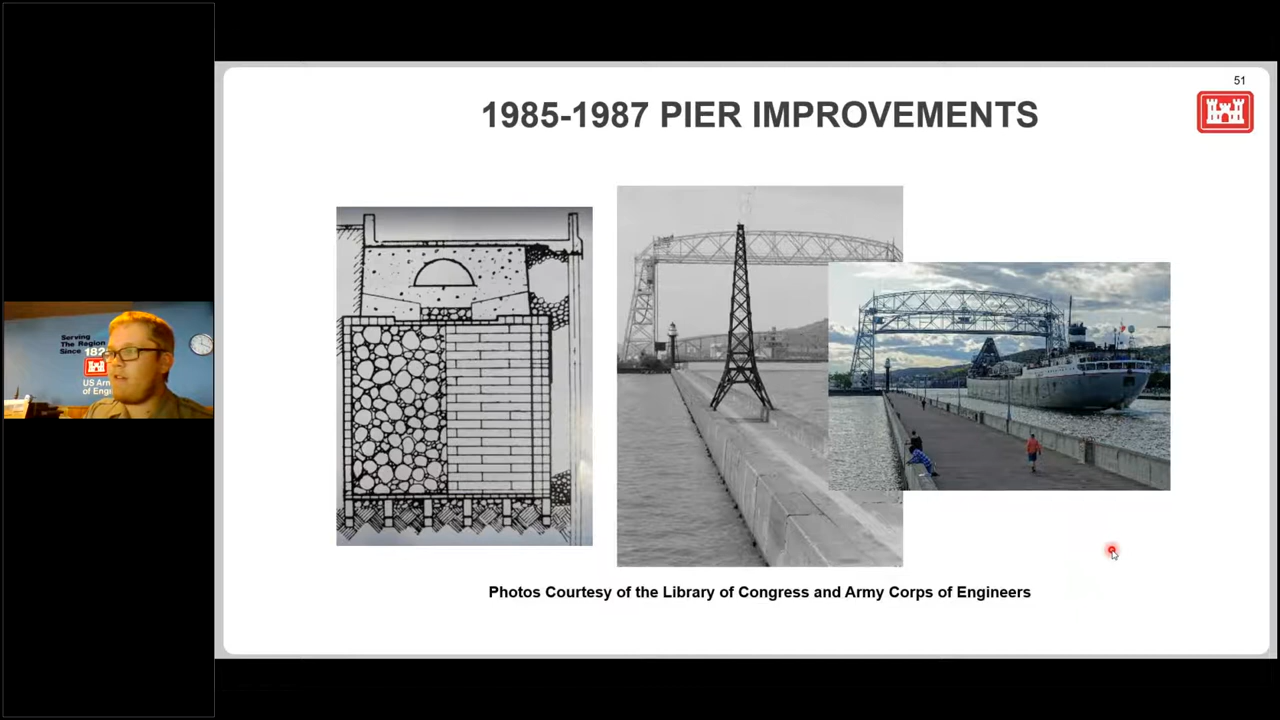 51
1985-1987 PIER IMPROVEMENTS
Serving
The Region
Since 182
US Arm
of Engi
Photos Courtesy of the Library of Congress and Army Corps of Engineers